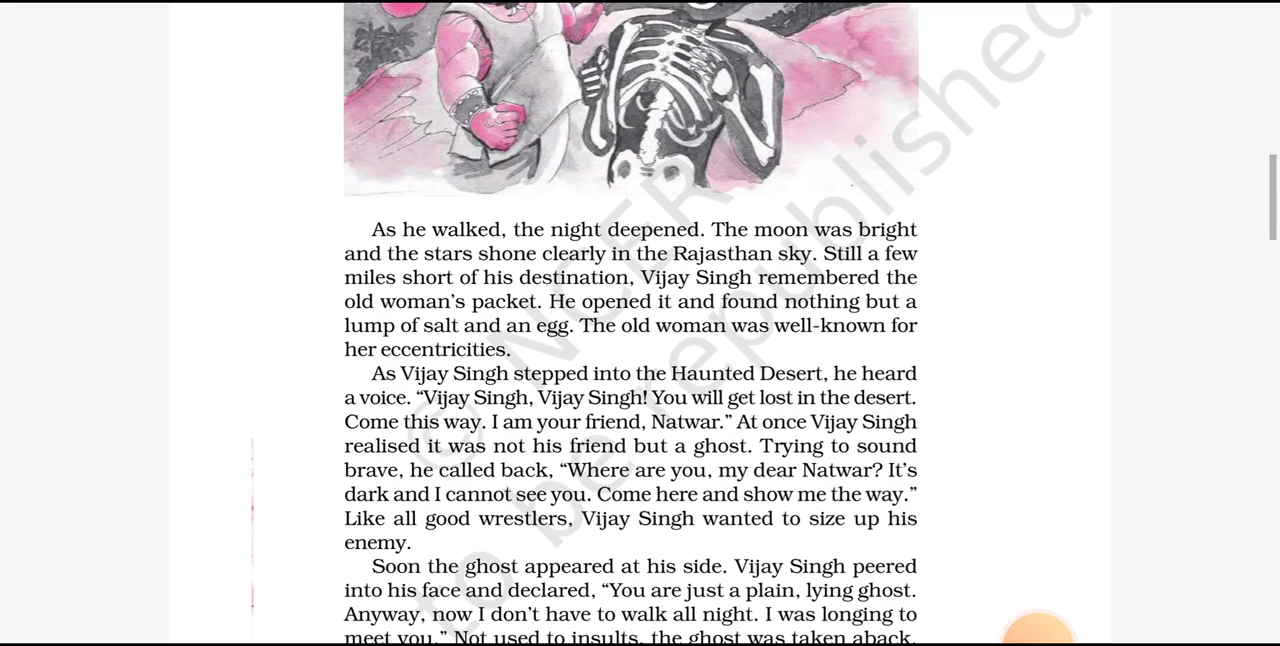 As he walked, the night deepened. The moon was bright
and the stars shone clearly in the Rajasthan sky. Still a few
miles short of his destination, Vijay Singh remembered the
old woman's packet. He opened it and found nothing but a
lump of salt and an egg. The old woman was well-known for
her eccentricities.
As Vijay Singh stepped into the Haunted Desert, he heard
a voice. “Vijay Singh, Vijay Singh! You will get lost in the desert.
Come this way. I am your friend, Natwar.” At once Vijay Singh
realised it was not his friend but a ghost. Trying to sound
brave, he called back, “Where are you, my dear Natwar? It's
dark and I cannot see you. Come here and show me the way.”
Like all good wrestlers, Vijay Singh wanted to size up his
enemy.
Soon the ghost appeared at his side. Vijay Singh peered
into his face and declared, “You are just a plain, lying ghost.
Anyway, now I don't have to walk all night. I was longing to
meet you.” Not used to insults, the ghost was taken aback.
© NCER
to be republished